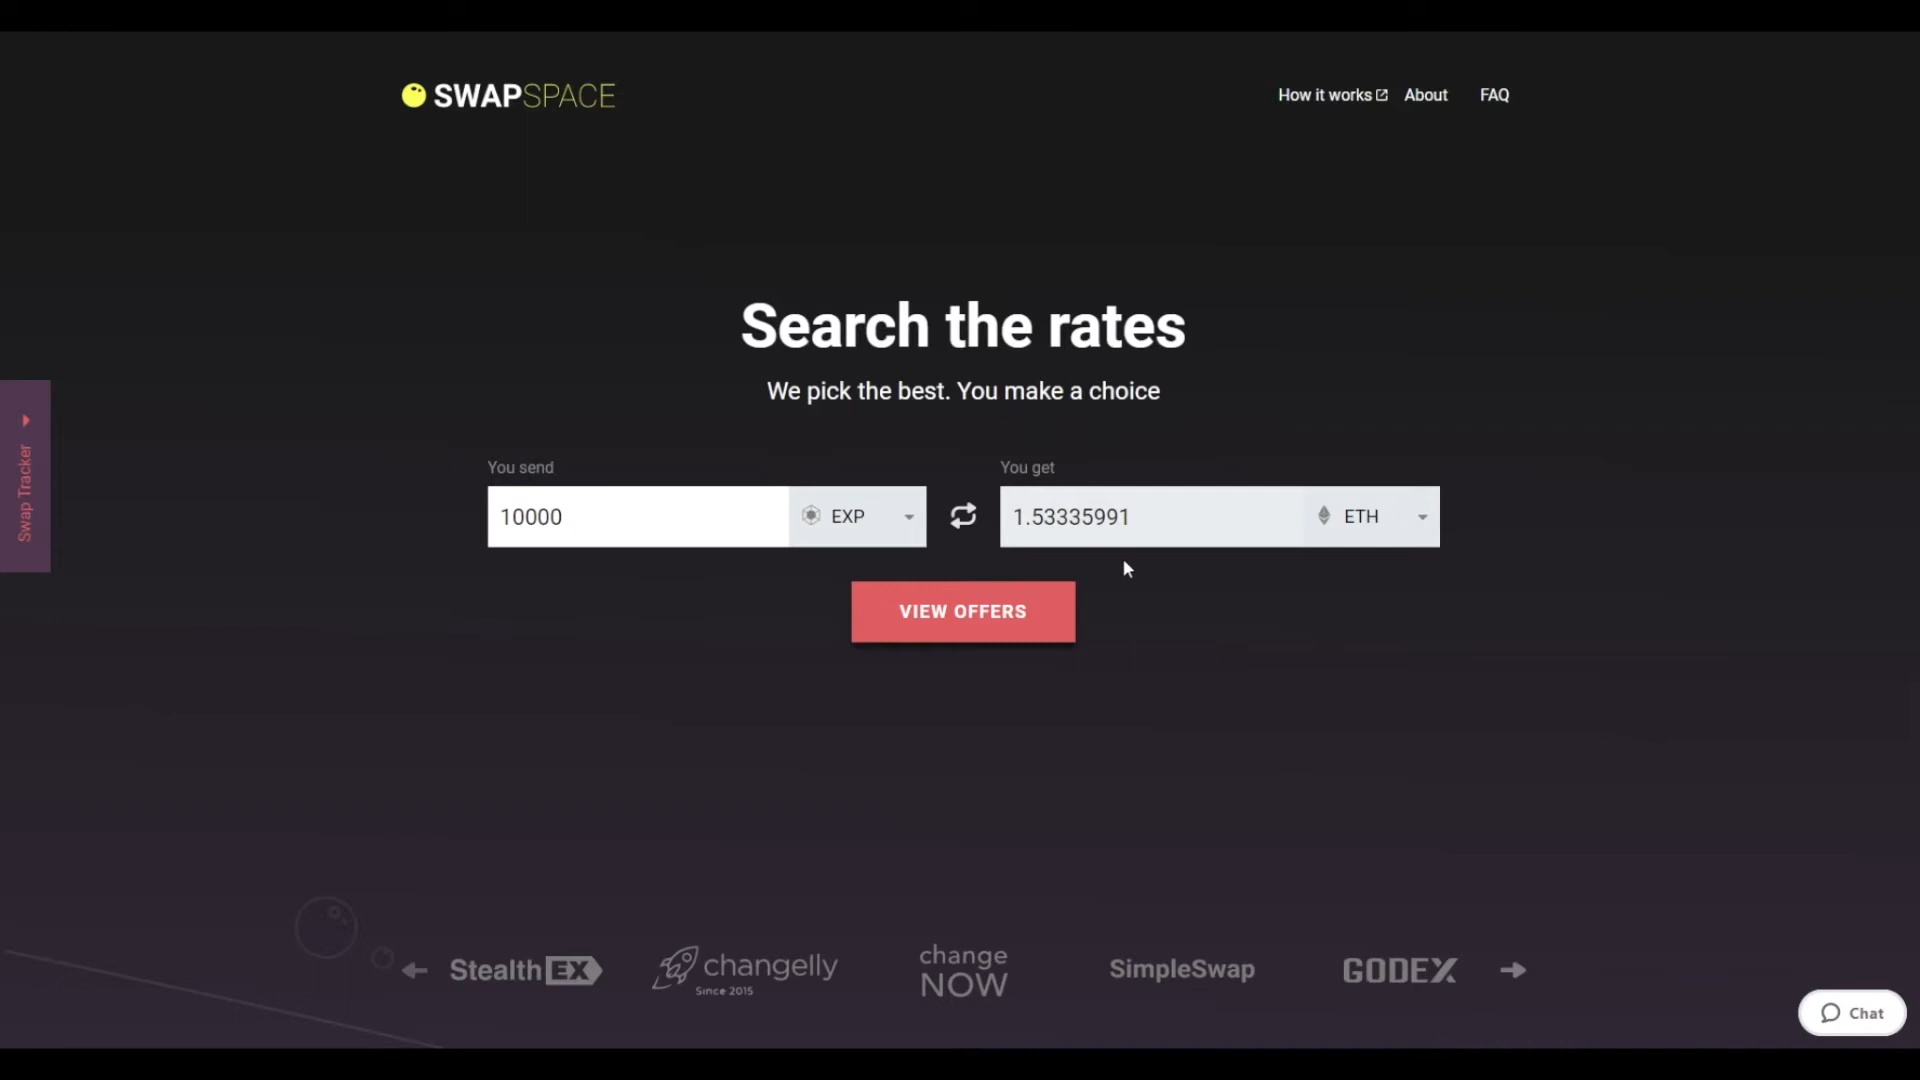 SWAPSPACE
How it works About FAQ
Search the rates
We pick the best. You make a choice
You send
You get
10000 EXP
1.53335991 ETH
VIEW OFFERS
Swap Tracker
StealthEX
changelly
Since 2015
change
NOW
SimpleSwap
GODEX
Chat